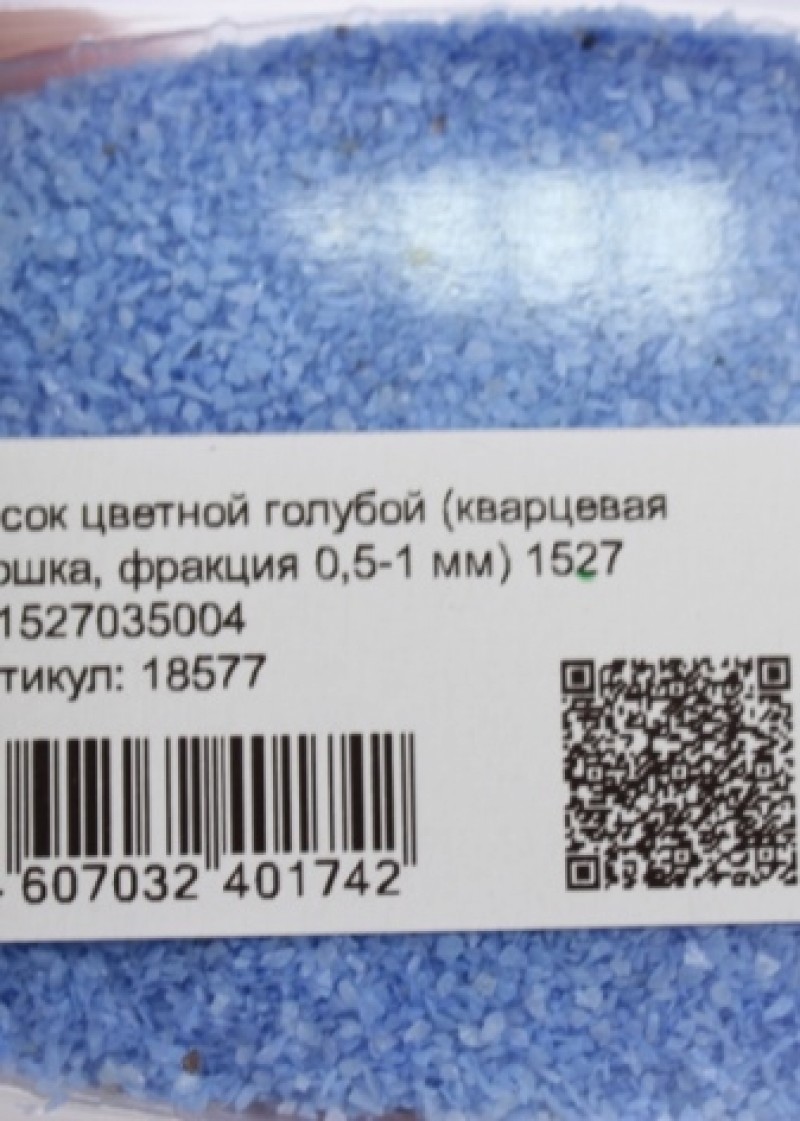 сок цветной голубой (кварцевая
ошка, фракция 0,5-1 мм) 1527
1527035004
тикул: 18577
607032 401742